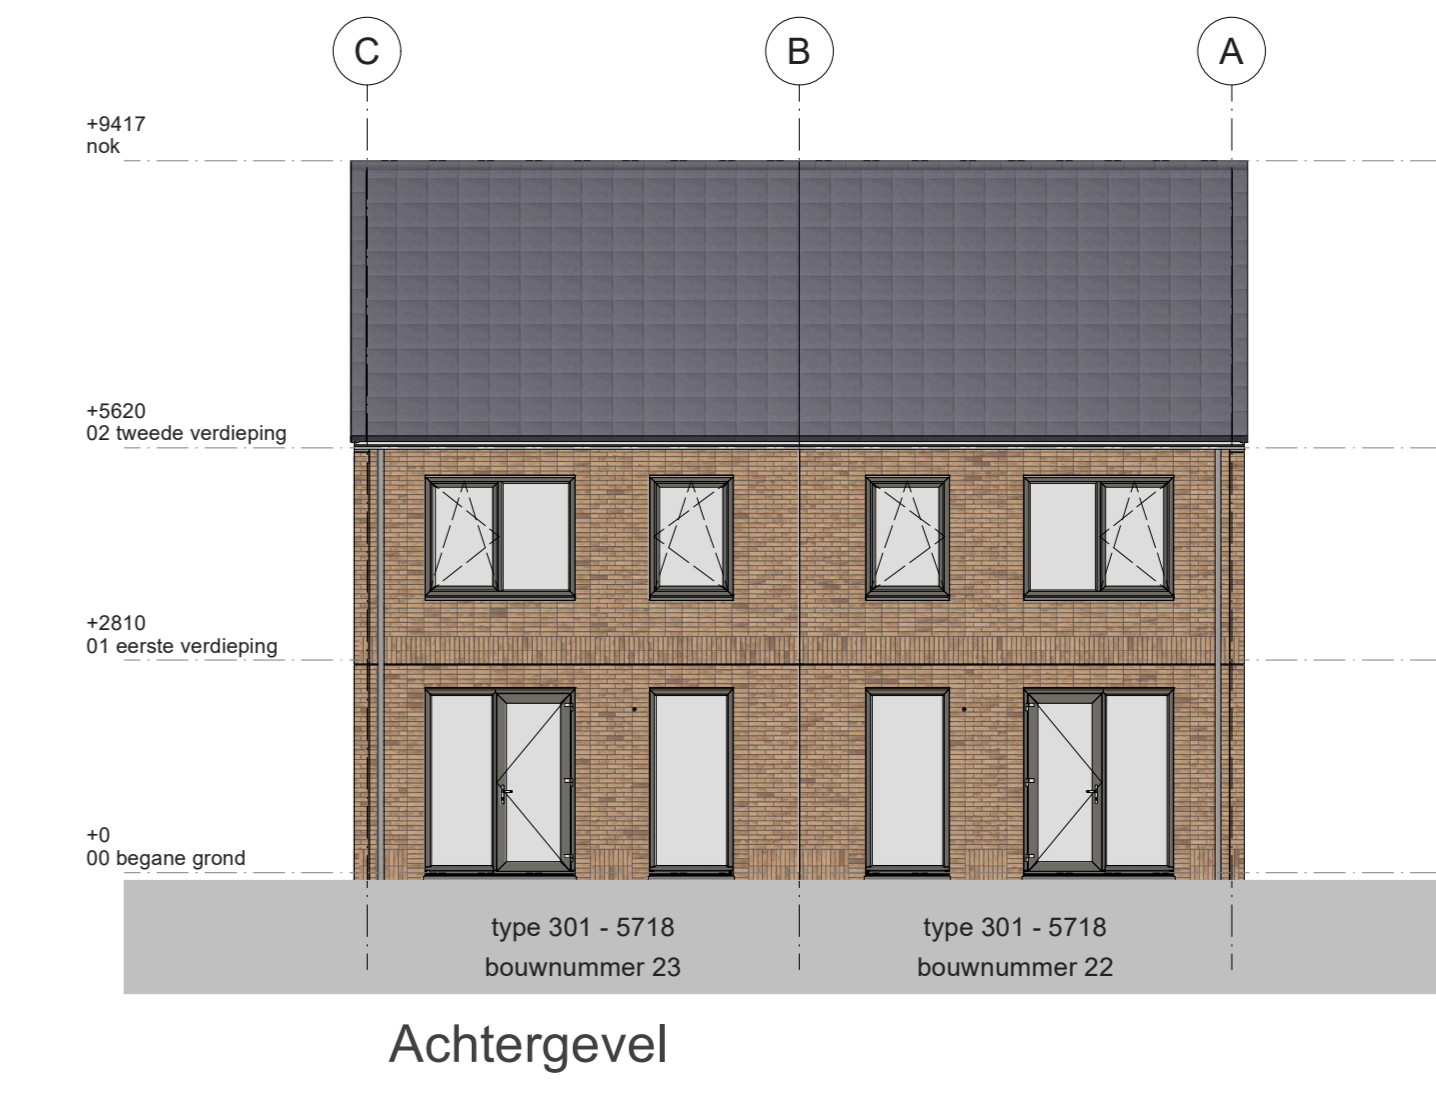 C
B
A
+9417
nok
+5620
02 tweede verdieping
+2810
01 eerste verdieping
+0
00 begane grond
type 301 - 5718
bouwnummer 23
type 301 - 5718
bouwnummer 22
Achtergevel